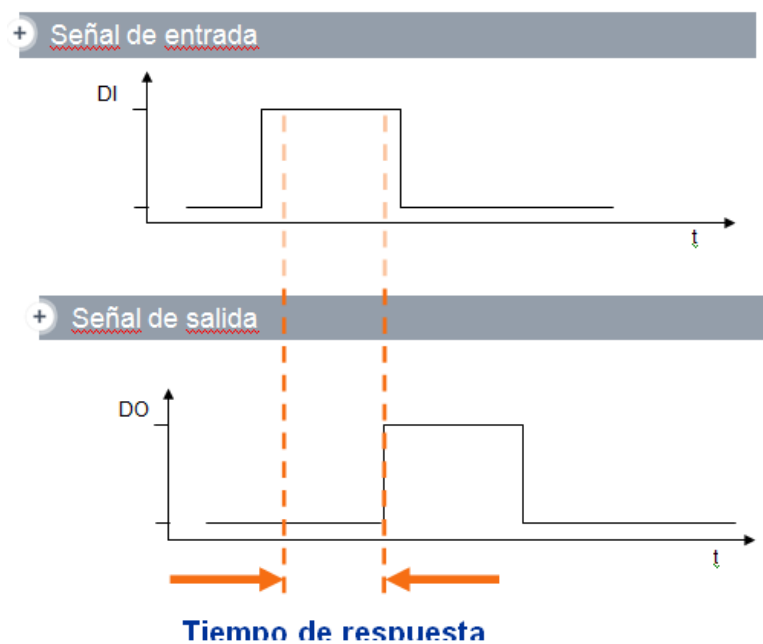 + Señal de entrada
DI
t
+ Señal de salida
DO
t
Tiempo de respuesta